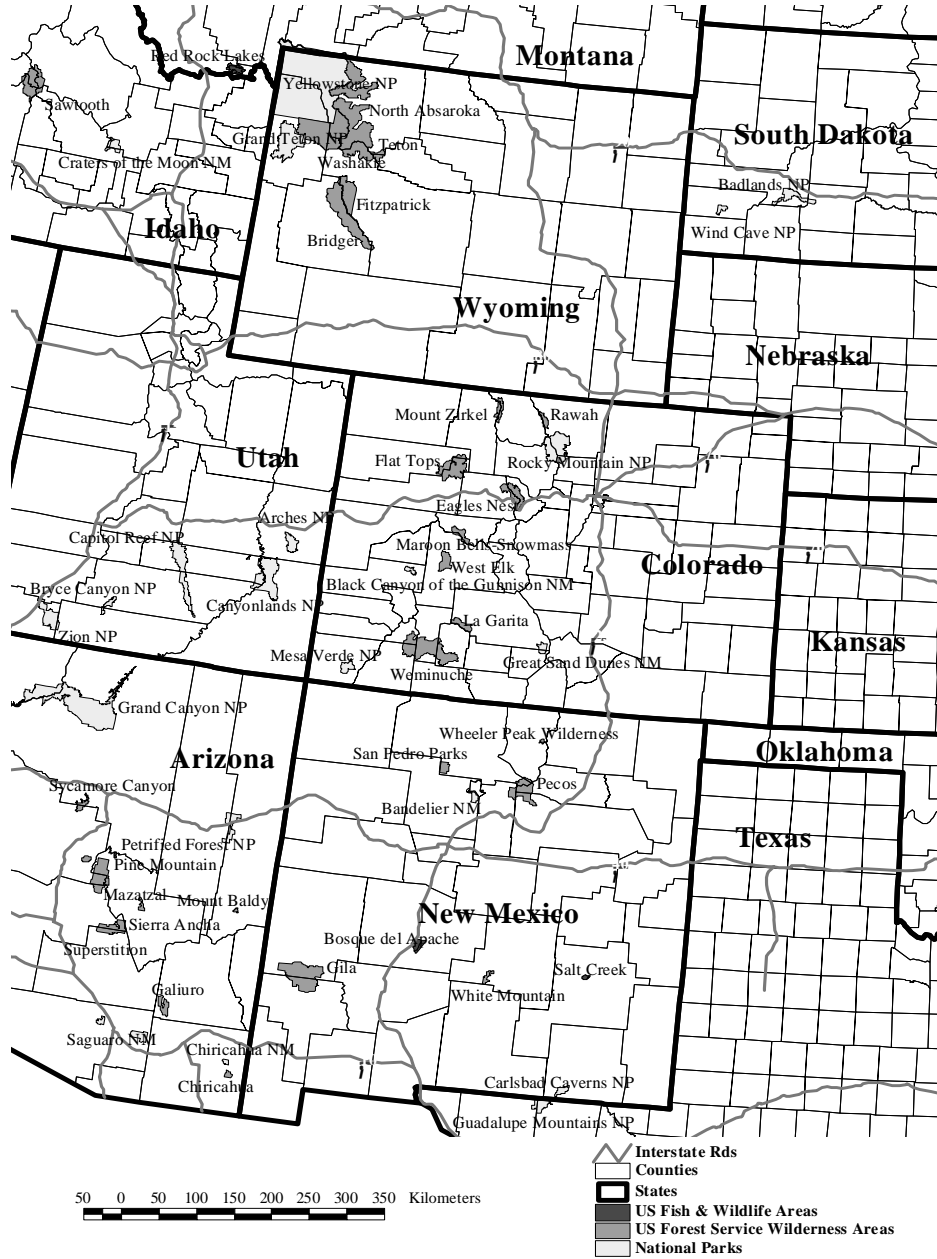 Montana
Red Rock Lakes
Yellowstone NP
Sawtooth
North Absaroka
South Dakota
Grand Teton NP
Teton
Craters of the Moon NM
Washakie
Badlands NP
Fitzpatrick
Idaho
Wind Cave NP
Bridger
Wyoming
Nebraska
Mount Zirkel
Rawah
Utah
Flat Tops
Rocky Mountain NP
Eagles Nest
Arches NP
Capitol Reef NP
Maroon Bells-Snowmass
West Elk
Colorado
Black Canyon of the Gunnison NM
Bryce Canyon NP
Canyonlands NP
La Garita
Zion NP
Kansas
Mesa Verde NP
Great Sand Dunes NM
Weminuche
Grand Canyon NP
Wheeler Peak Wilderness
Arizona
San Pedro Parks
Oklahoma
Sycamore Canyon
Pecos
Bandelier NM
Texas
Petrified Forest NP
Pine Mountain
Mazatzal
Mount Baldy
New Mexico
Sierra Ancha
Superstition
Bosque del Apache
Gila
Salt Creek
Galiuro
White Mountain
Saguaro NM
Chiricahua NM
Chiricahua
Carlsbad Caverns NP
Guadalupe Mountains NP
50 0 50 100 150 200 250 300 350 Kilometers
Interstate Rds
Counties
States
US Fish & Wildlife Areas
US Forest Service Wilderness Areas
National Parks